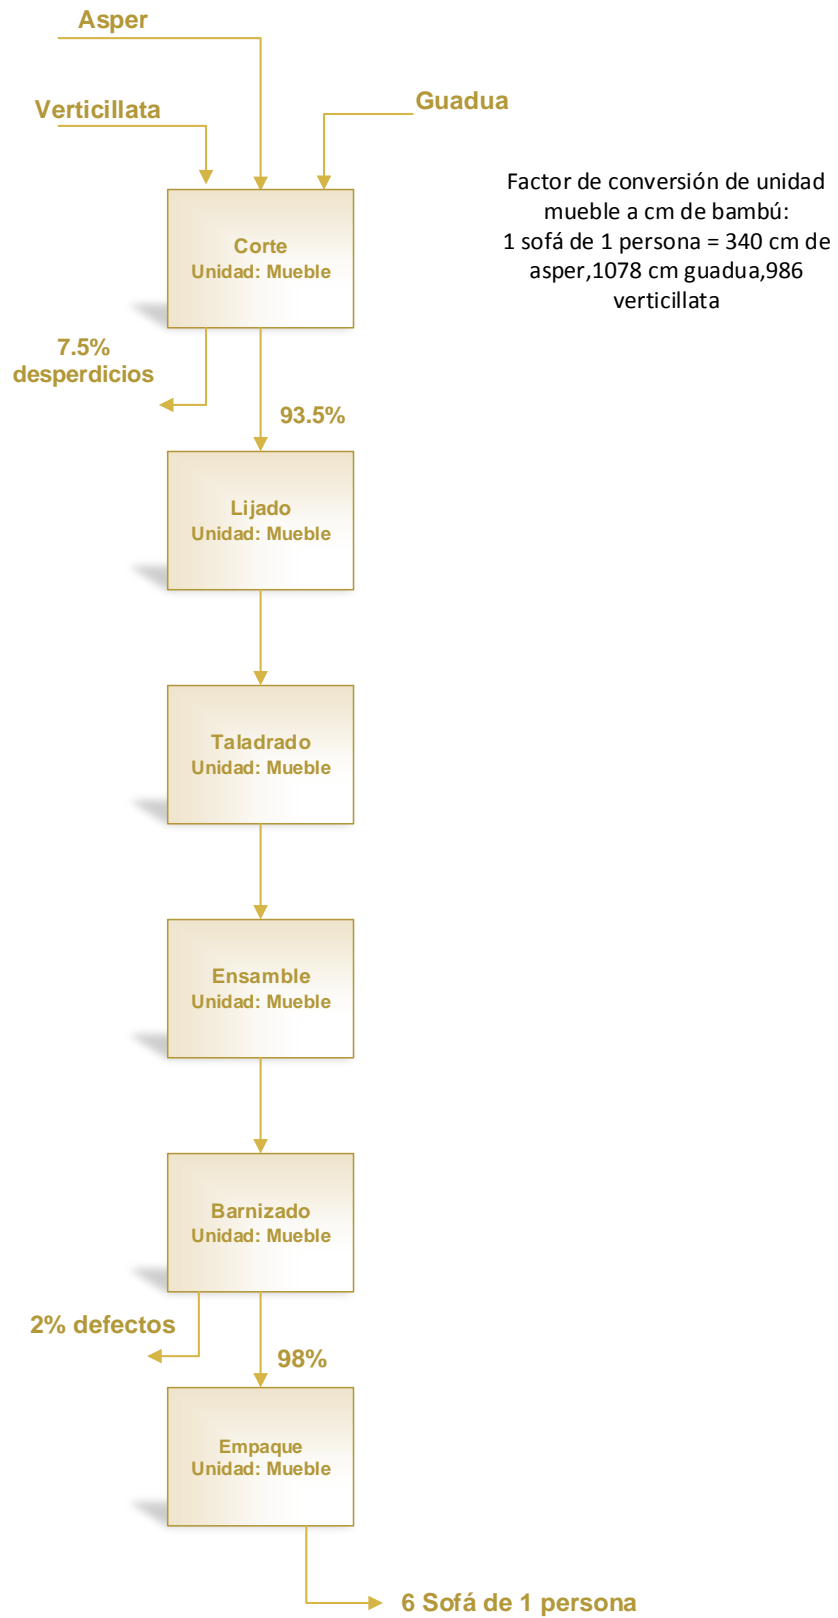 Asper
Verticillata
Guadua
Factor de conversión de unidad
mueble a cm de bambú:
1 sofá de 1 persona = 340 cm de
asper,1078 cm guadua,986
verticillata
Corte
Unidad: Mueble
7.5%
desperdicios
93.5%
Lijado
Unidad: Mueble
Taladrado
Unidad: Mueble
Ensamble
Unidad: Mueble
Barnizado
Unidad: Mueble
2% defectos
98%
Empaque
Unidad: Mueble
6 Sofá de 1 persona